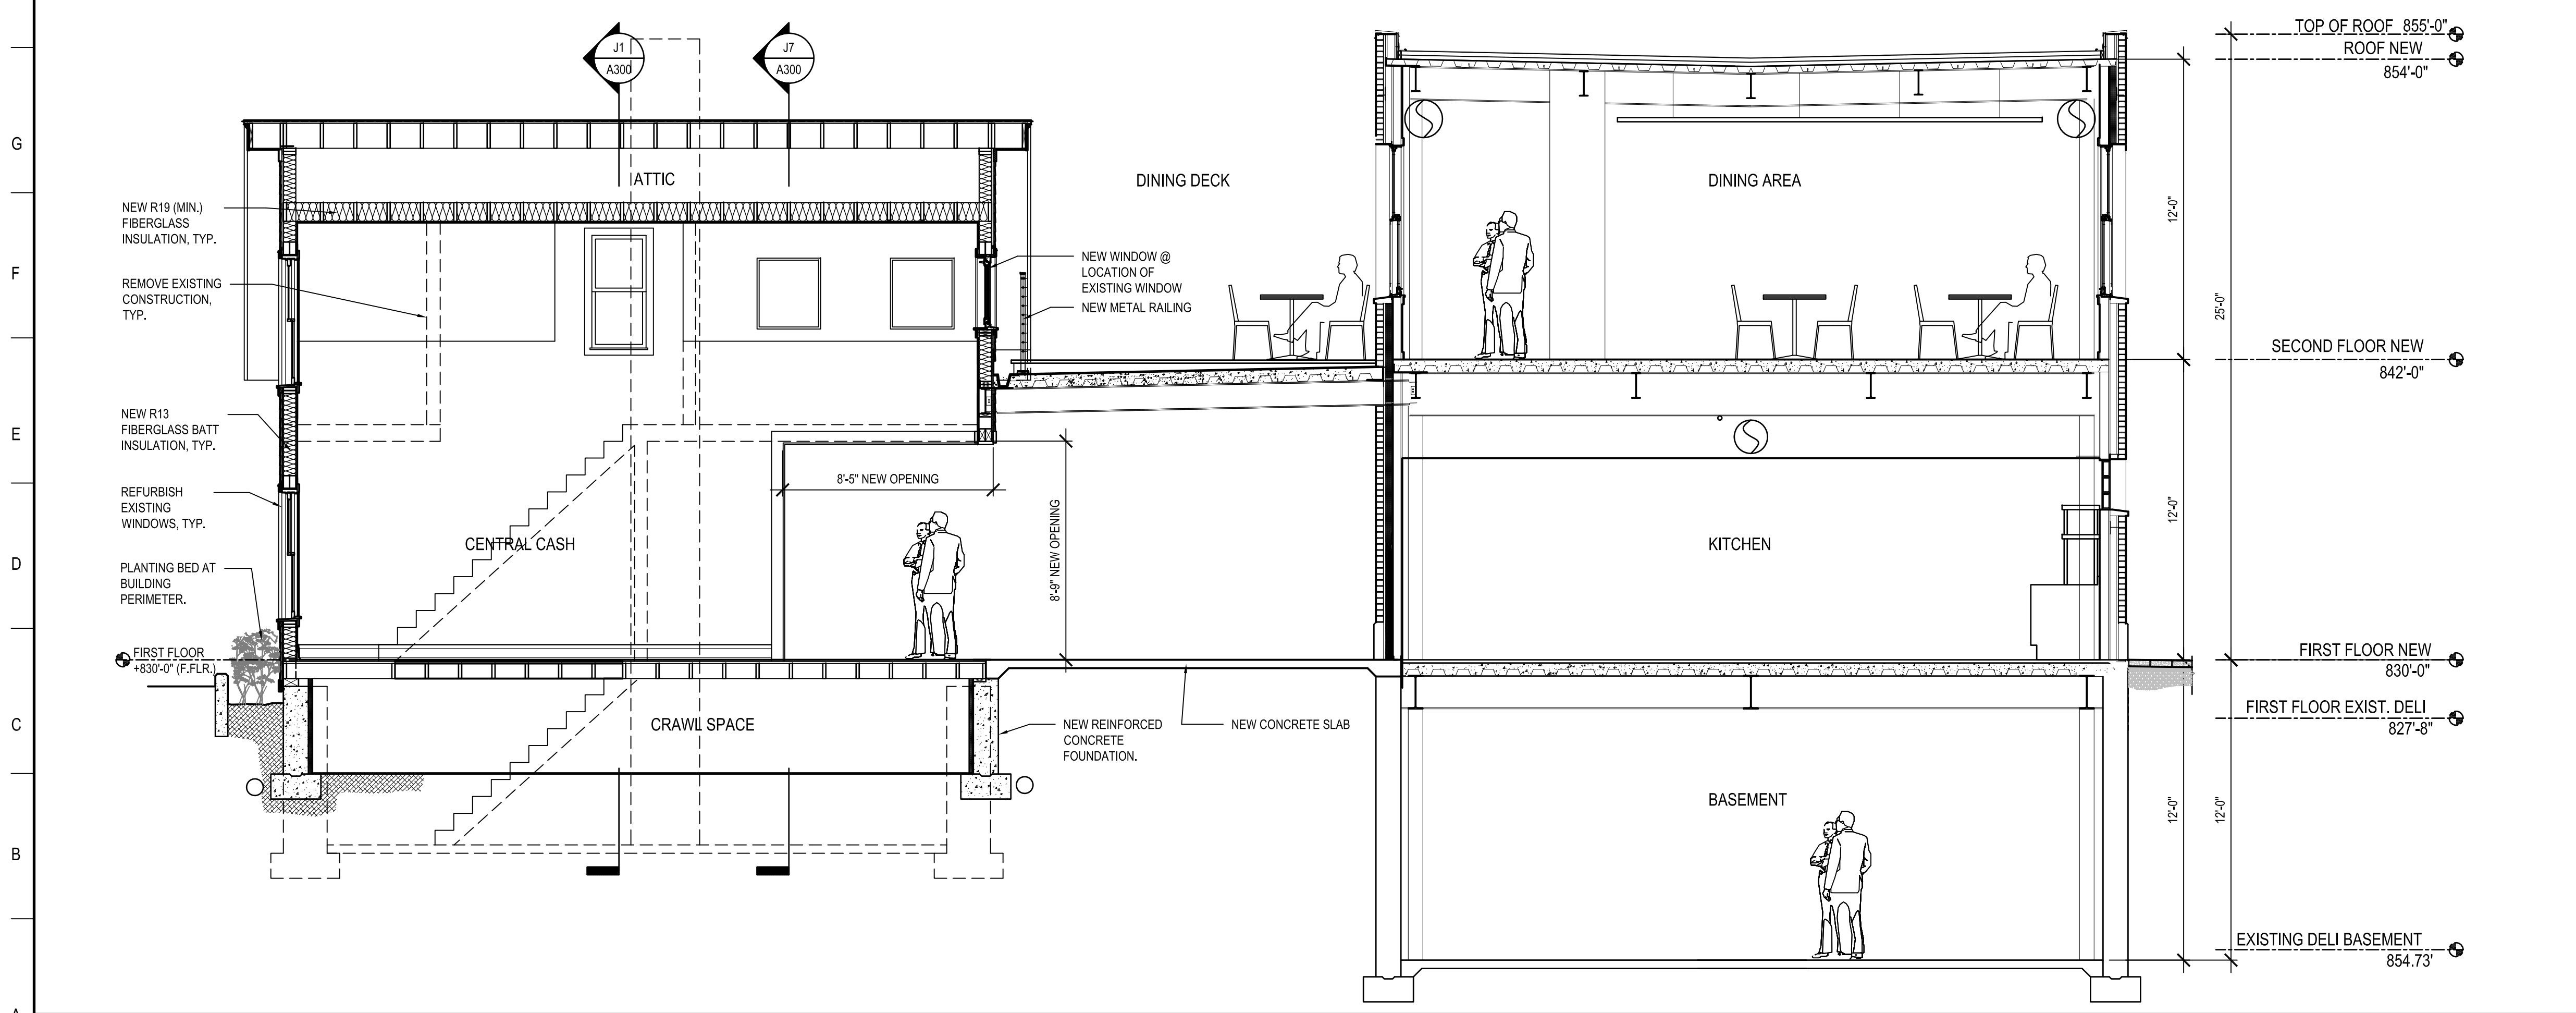 TOP OF ROOF 855'-0"
ROOF NEW
854'-0"
J1
A300
J7
A300
G
ATTIC
DINING DECK
DINING AREA
NEW R19 (MIN.)
FIBERGLASS
INSULATION, TYP.
12'-0"
F
NEW WINDOW @
LOCATION OF
EXISTING WINDOW
NEW METAL RAILING
REMOVE EXISTING
CONSTRUCTION,
TYP.
25'-0"
SECOND FLOOR NEW
842'-0"
NEW R13
FIBERGLASS BATT
INSULATION, TYP.
E
8'-5" NEW OPENING
REFURBISH
EXISTING
WINDOWS, TYP.
8'-9" NEW OPENING
12'-0"
CENTRAL CASH
KITCHEN
D
PLANTING BED AT
BUILDING
PERIMETER.
FIRST FLOOR
+830'-0" (F.FLR.)
FIRST FLOOR NEW
830'-0"
FIRST FLOOR EXIST. DELI
827'-8"
C
CRAWL SPACE
NEW REINFORCED
CONCRETE
FOUNDATION.
NEW CONCRETE SLAB
BASEMENT
12'-0"
12'-0"
B
EXISTING DELI BASEMENT
854.73'
A